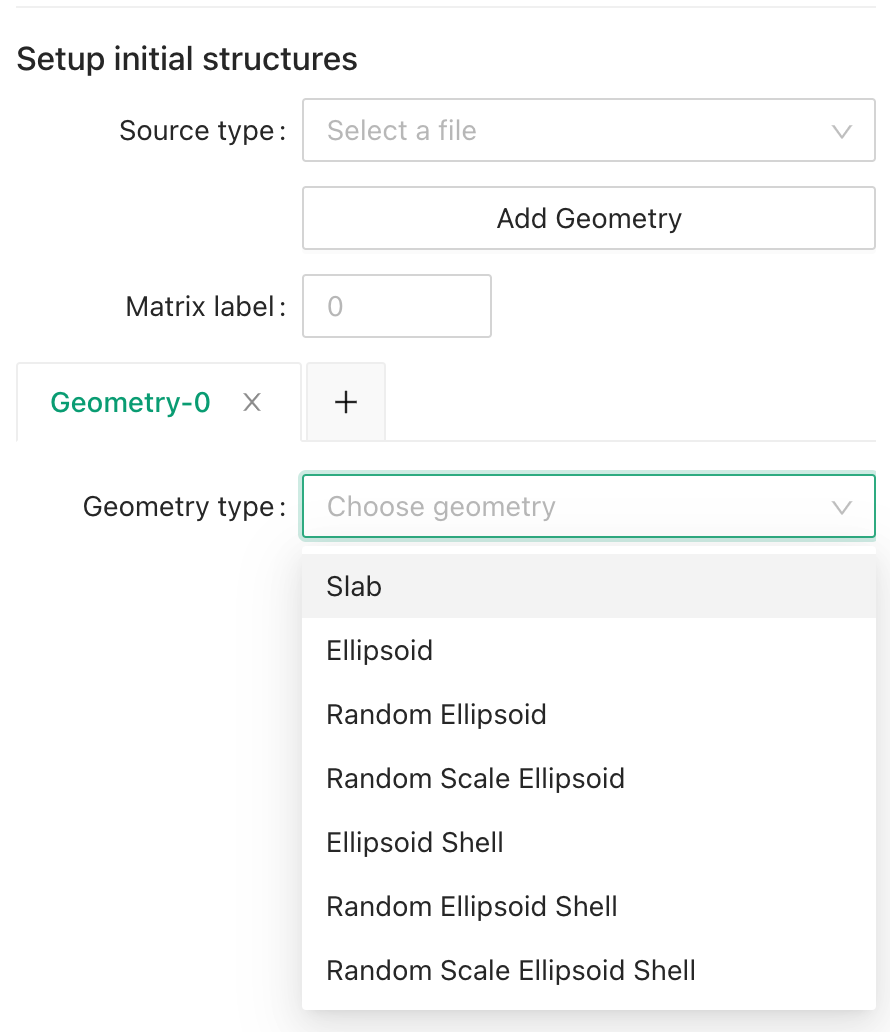 Setup initial structures
Source type: Select a file
Add Geometry
Matrix label: 0
Geometry-0 X +
Geometry type: Choose geometry
Slab
Ellipsoid
Random Ellipsoid
Random Scale Ellipsoid
Ellipsoid Shell
Random Ellipsoid Shell
Random Scale Ellipsoid Shell